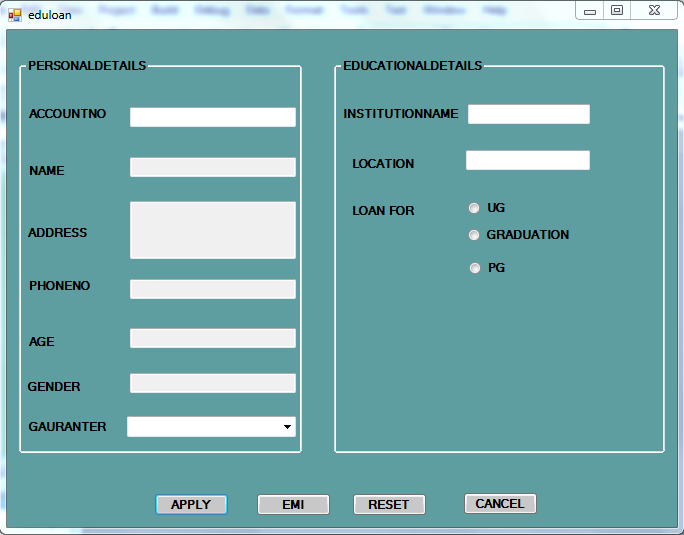 eduloan
PERSONALDETAILS
ACCOUNTNO
NAME
ADDRESS
PHONENO
AGE
GENDER
GAURANTER
EDUCATIONALDETAILS
INSTITUTIONNAME
LOCATION
LOAN FOR
UG
GRADUATION
PG
APPLY
EMI
RESET
CANCEL